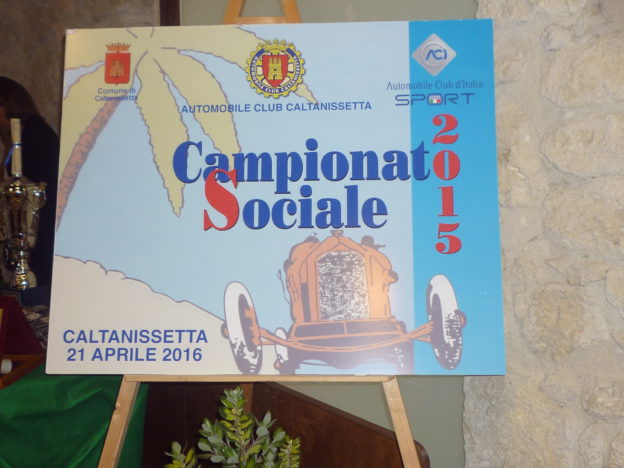 Comune di
Caltanissetta
AUTOMOBILE CLUB CALTANISSETTA
ACI
Automobile Club d'Italia
SPORT
Campionato
Sociale
2015
CALTANISSETTA
21 APRILE 2016